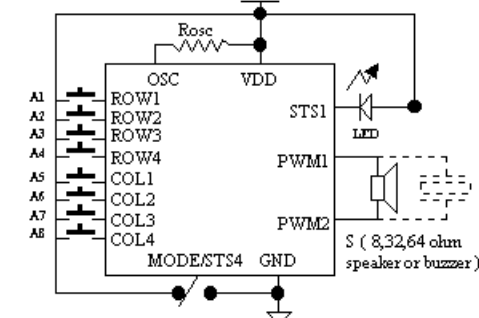 Rosc
OSC VDD
A1 ROW1
A2 ROW2
A3 ROW3
A4 ROW4
A5 COL1
A6 COL2
A7 COL3
A8 COL4
STS1
LED
PWM1
PWM2
S ( 8,32,64 ohm
speaker or buzzer )
MODE/STS4 GND